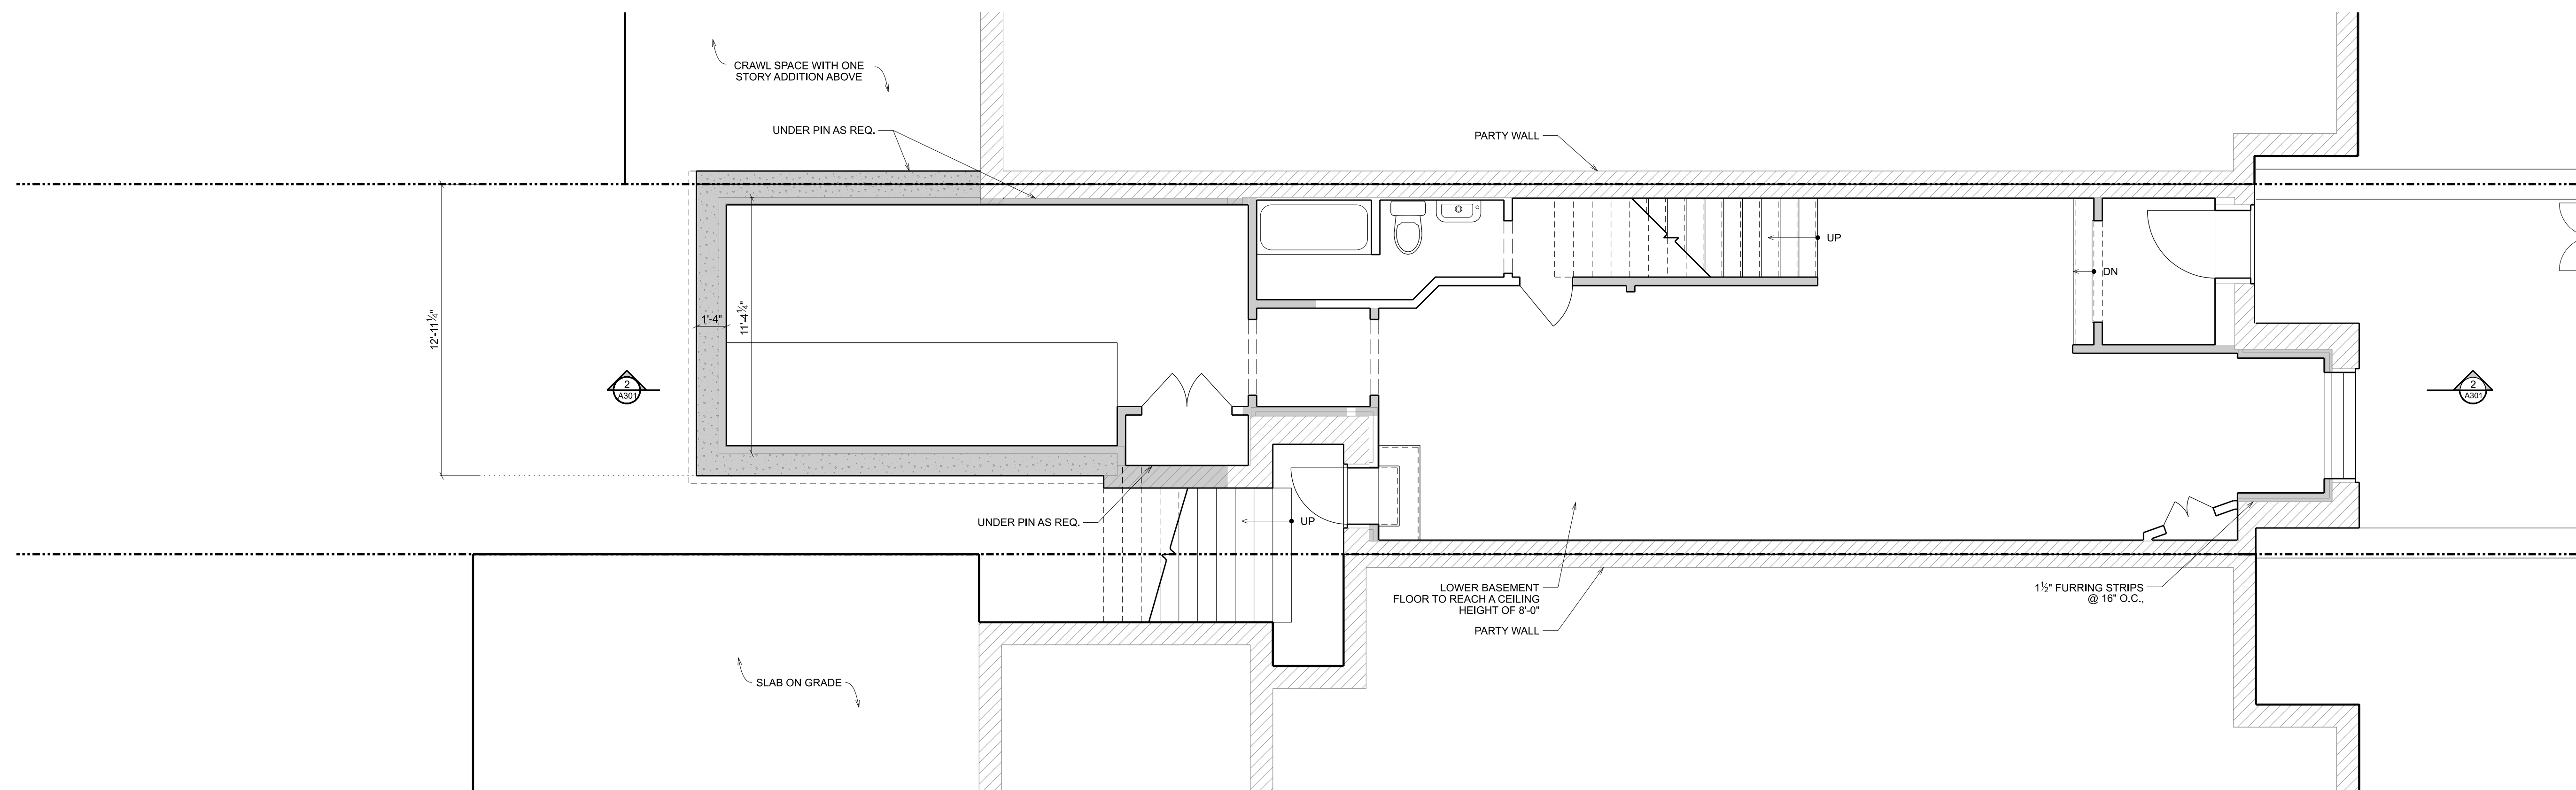 CRAWL SPACE WITH ONE
STORY ADDITION ABOVE
UNDER PIN AS REQ.
PARTY WALL
UP
DN
12'-11¼"
1'-4"
11'-4¼"
2
A301
2
A301
UNDER PIN AS REQ.
UP
LOWER BASEMENT
FLOOR TO REACH A CEILING
HEIGHT OF 8'-0"
PARTY WALL
1½" FURRING STRIPS
@ 16" O.C.,
SLAB ON GRADE